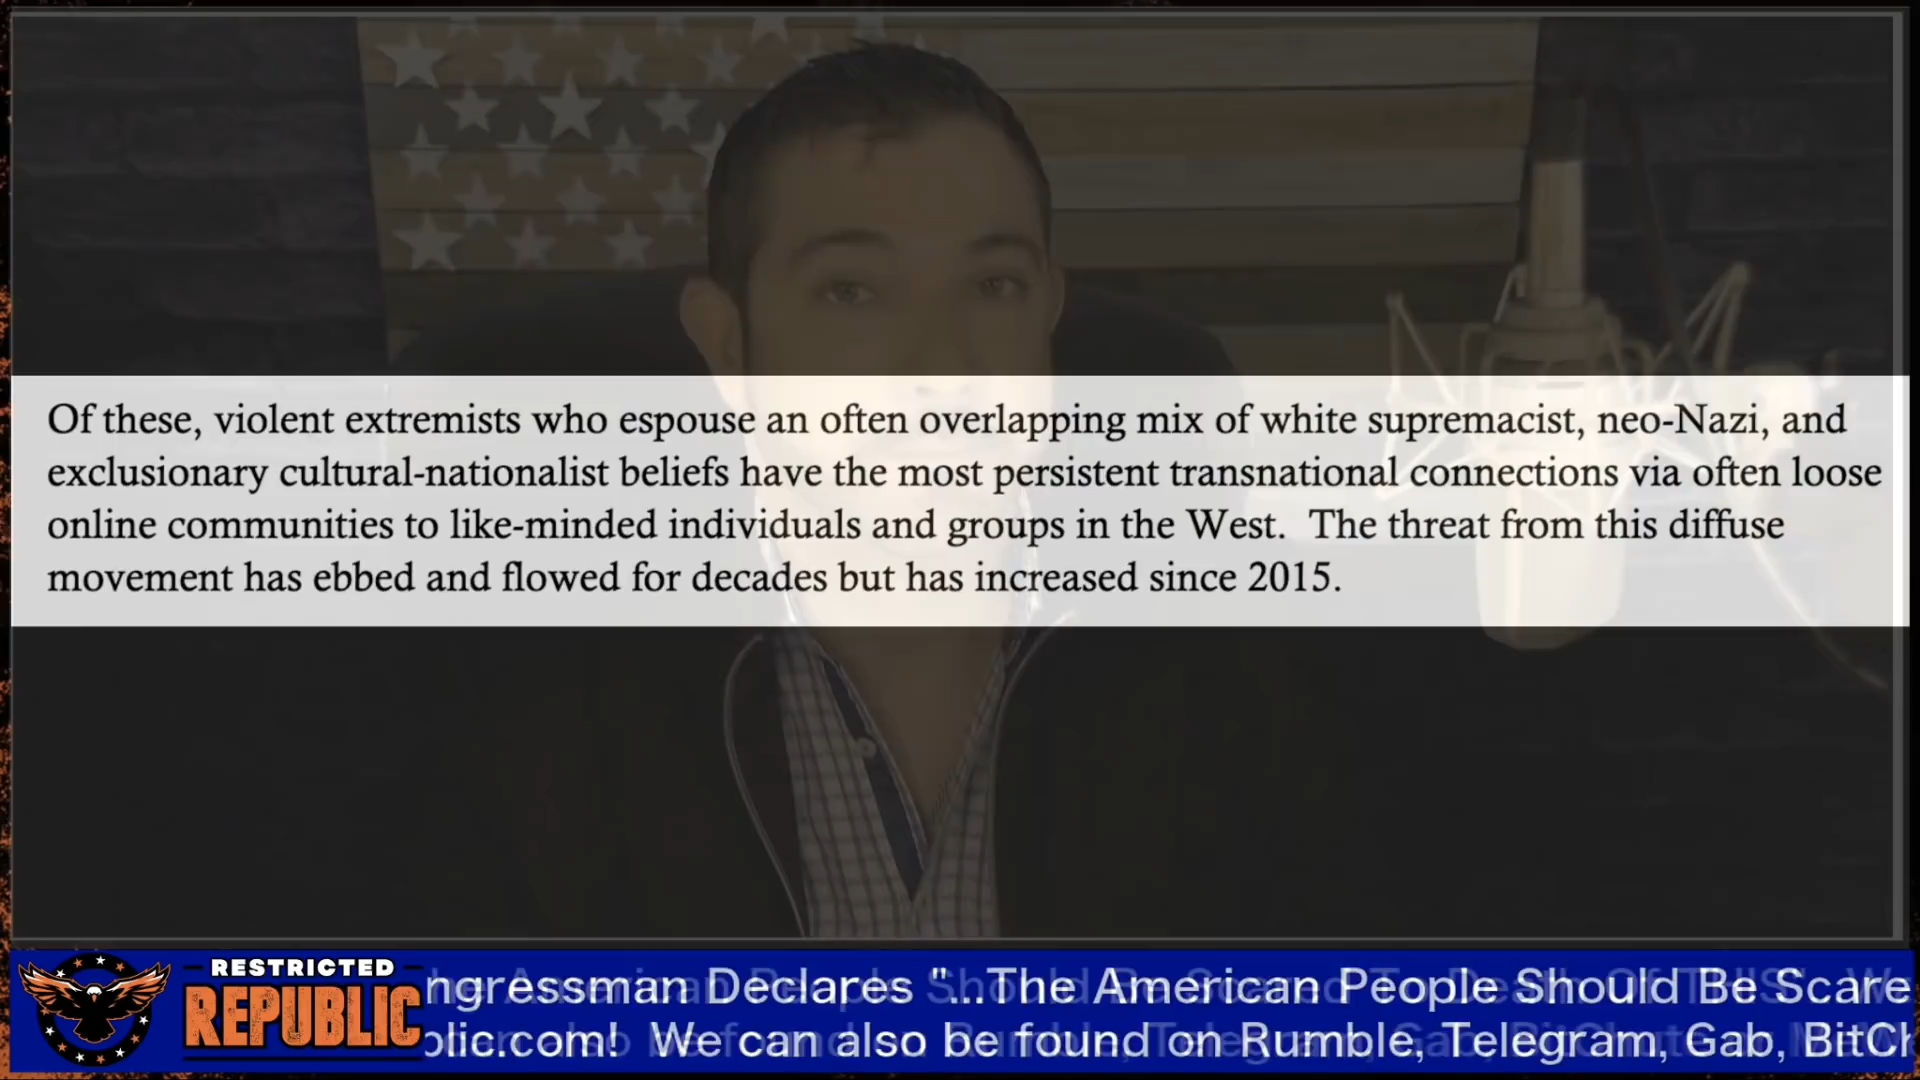 Of these, violent extremists who espouse an often overlapping mix of white supremacist, neo-Nazi, and
exclusionary cultural-nationalist beliefs have the most persistent transnational connections via often loose
online communities to like-minded individuals and groups in the West. The threat from this diffuse
movement has ebbed and flowed for decades but has increased since 2015.
RESTRICTED
REPUBLIC
ngressman Declares "... The American People Should Be Scare
blic.com! We can also be found on Rumble, Telegram, Gab, BitCh